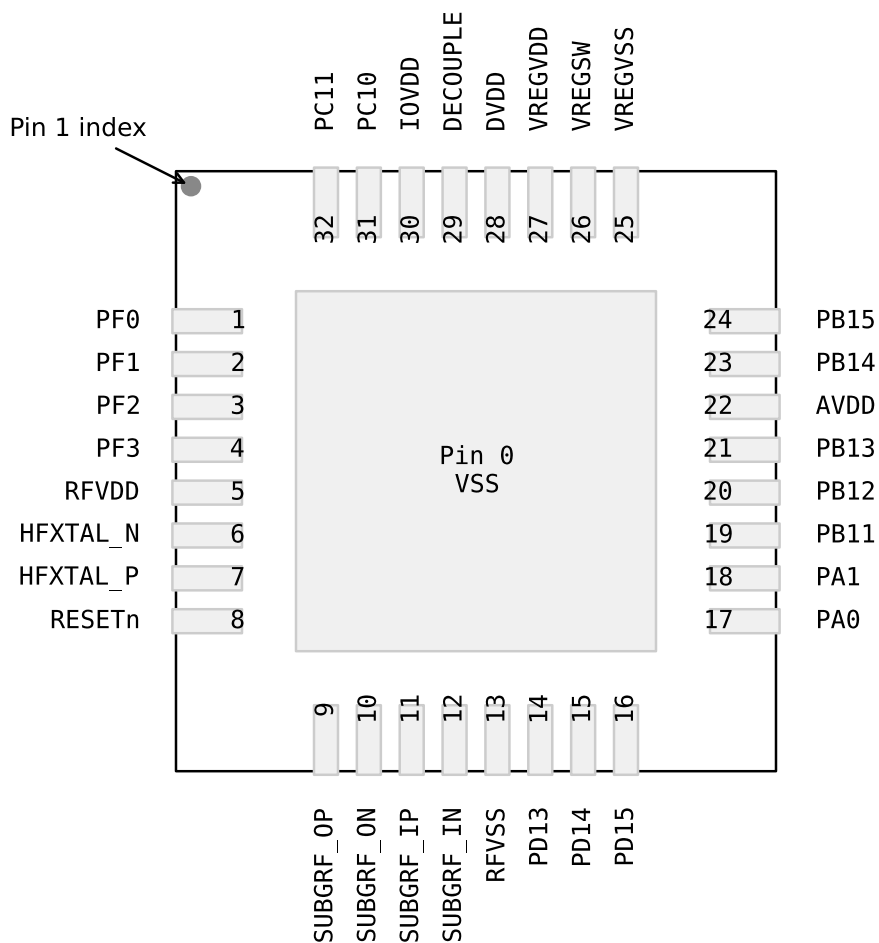 PC11
PC10
IOVDD
DECOUPLE
DVDD
VREGVDD
VREGSW
VREGVSS
Pin 1 index
32
31
30
29
28
27
26
25
PF0 1
24 PB15
PF1 2
23 PB14
PF2 3
22 AVDD
PF3 4
21 PB13
RFVDD 5
20 PB12
HFXTAL_N 6
19 PB11
HFXTAL_P 7
18 PA1
RESETn 8
17 PA0
Pin 0
VSS
9
10
11
12
13
14
15
16
SUBGRF_OP
SUBGRF_ON
SUBGRF_IP
SUBGRF_IN
RFVSS
PD13
PD14
PD15